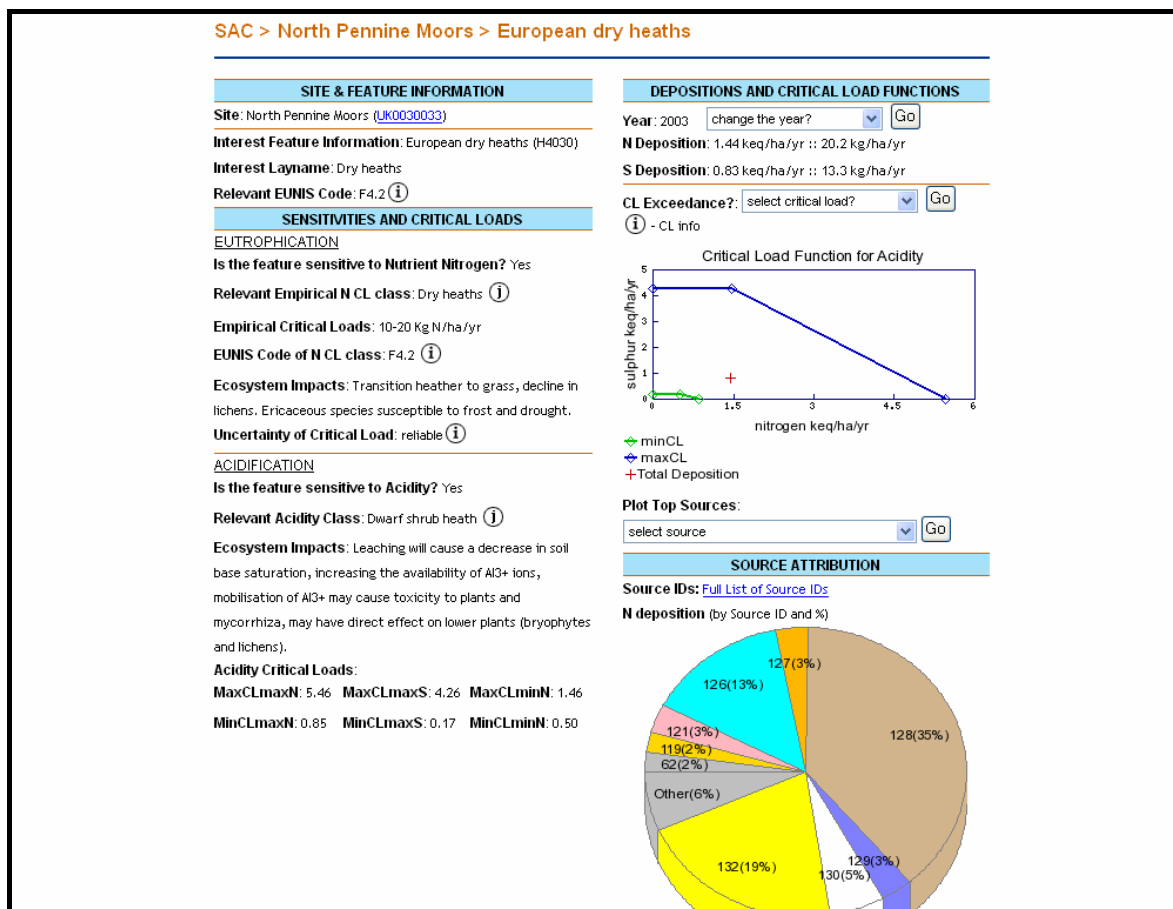 SAC > North Pennine Moors > European dry heaths
SITE & FEATURE INFORMATION
Site: North Pennine Moors (UK0030033)
Interest Feature Information: European dry heaths (H4030)
Interest Layname: Dry heaths
Relevant EUNIS Code: F4.2 i
SENSITIVITIES AND CRITICAL LOADS
EUTROPHICATION
Is the feature sensitive to Nutrient Nitrogen? Yes
Relevant Empirical N CL class: Dry heaths i
Empirical Critical Loads: 10-20 Kg N/ha/yr
EUNIS Code of N CL class: F4.2 i
Ecosystem Impacts: Transition heather to grass, decline in
lichens. Ericaceous species susceptible to frost and drought.
Uncertainty of Critical Load: reliable i
ACIDIFICATION
Is the feature sensitive to Acidity? Yes
Relevant Acidity Class: Dwarf shrub heath i
Ecosystem Impacts: Leaching will cause a decrease in soil
base saturation, increasing the availability of Al3+ ions,
mobilisation of Al3+ may cause toxicity to plants and
mycorrhiza, may have direct effect on lower plants (bryophytes
and lichens).
Acidity Critical Loads:
MaxCLmaxN: 5.46 MaxCLmaxS: 4.26 MaxCLminN: 1.46
MinCLmaxN: 0.85 MinCLmaxS: 0.17 MinCLminN: 0.50
DEPOSITIONS AND CRITICAL LOAD FUNCTIONS
Year: 2003 change the year? Go
N Deposition: 1.44 keq/ha/yr :: 20.2 kg/ha/yr
S Deposition: 0.83 keq/ha/yr :: 13.3 kg/ha/yr
CL Exceedance?: select critical load? Go
i - CL info
Critical Load Function for Acidity
sulphur keq/ha/yr
5
4
3
2
1
0
0 1.5 3 4.5 6
nitrogen keq/ha/yr
minCL
maxCL
Total Deposition
Plot Top Sources:
select source Go
SOURCE ATTRIBUTION
Source IDs: Full List of Source IDs
N deposition (by Source ID and %)
127(3%)
126(13%)
128(35%)
121(3%)
119(2%)
62(2%)
Other(6%)
129(3%)
132(19%)
130(5%)